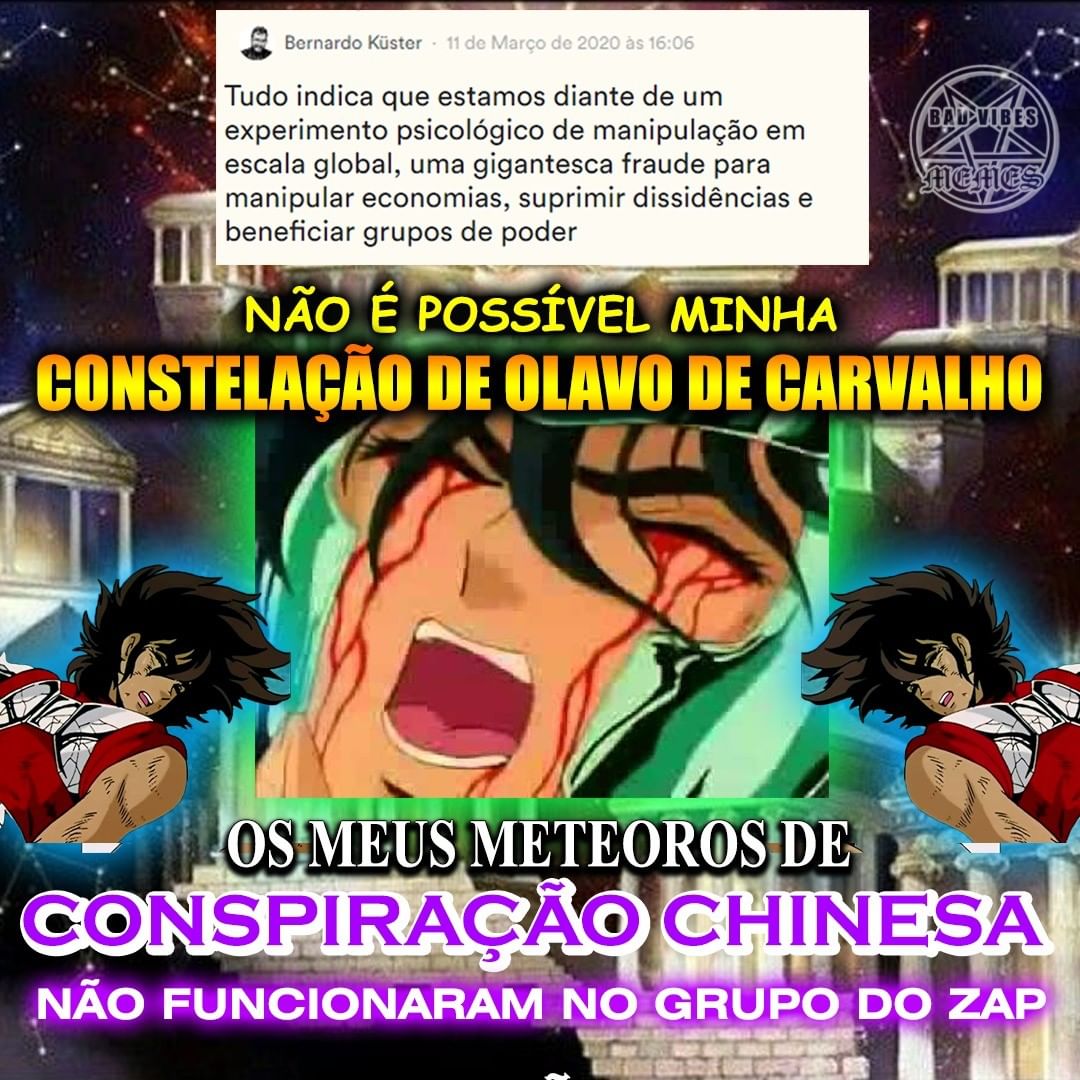 Bernardo Küster · 11 de Março de 2020 às 16:06
Tudo indica que estamos diante de um
experimento psicológico de manipulação em
escala global, uma gigantesca fraude para
manipular economias, suprimir dissidências e
beneficiar grupos de poder
BAD VIBES
MEMES
NÃO É POSSÍVEL MINHA
CONSTELAÇÃO DE OLAVO DE CARVALHO
OS MEUS METEOROS DE
CONSPIRAÇÃO CHINESA
NÃO FUNCIONARAM NO GRUPO DO ZAP